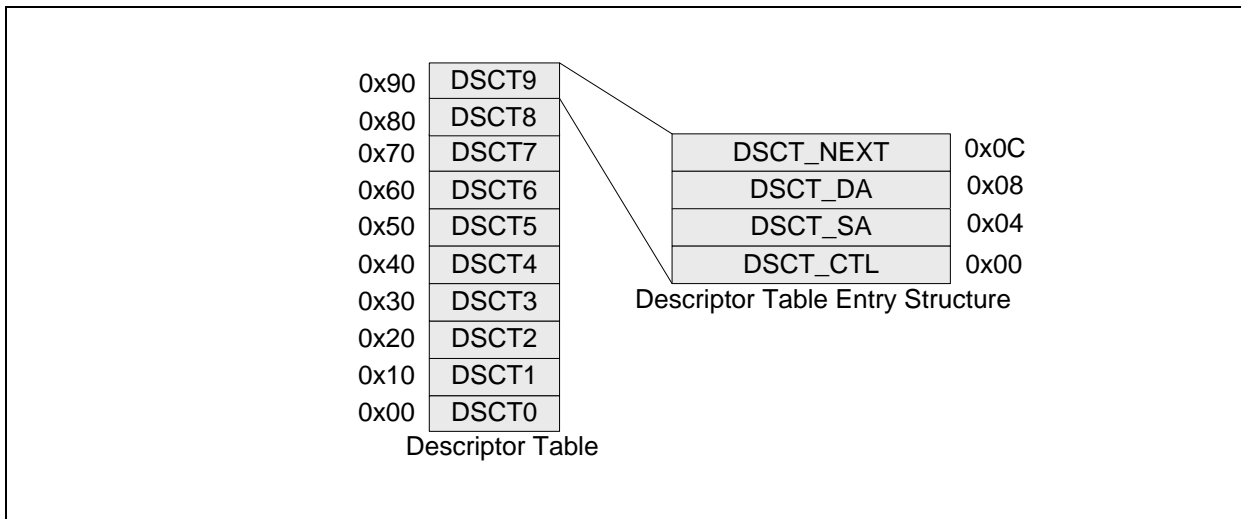 0x90 DSCT9
0x80 DSCT8
0x70 DSCT7
0x60 DSCT6
0x50 DSCT5
0x40 DSCT4
0x30 DSCT3
0x20 DSCT2
0x10 DSCT1
0x00 DSCT0
Descriptor Table
DSCT_NEXT 0x0C
DSCT_DA 0x08
DSCT_SA 0x04
DSCT_CTL 0x00
Descriptor Table Entry Structure